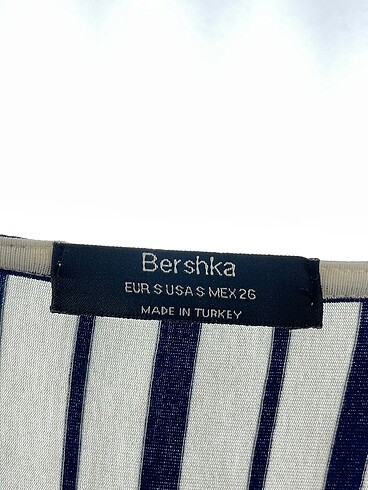 Bershka
EUR S USA S MEX 26
MADE IN TURKEY